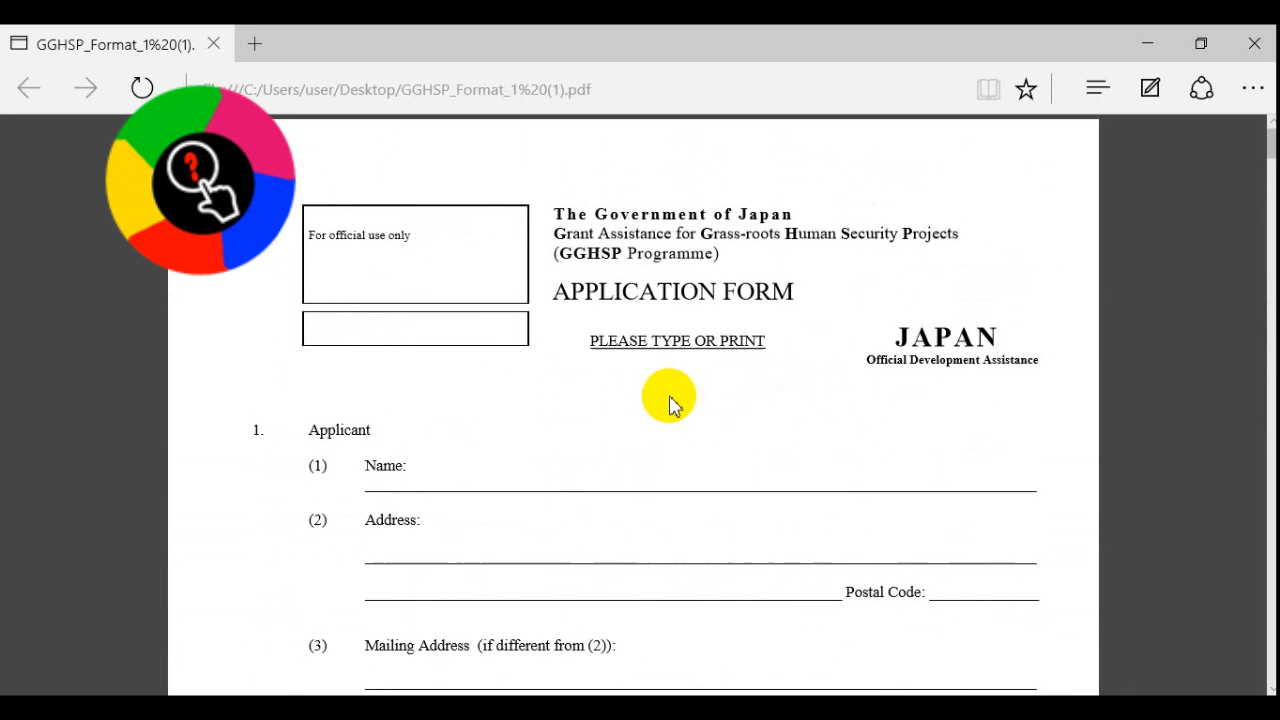 GGHSP_Format_1%20(1).
///C:/Users/user/Desktop/GGHSP_Format_1%20(1).pdf
?
For official use only
The Government of Japan
Grant Assistance for Grass-roots Human Security Projects
(GGHSP Programme)
APPLICATION FORM
PLEASE TYPE OR PRINT
JAPAN
Official Development Assistance
1. Applicant
(1) Name:
(2) Address:
Postal Code:
(3) Mailing Address (if different from (2)):